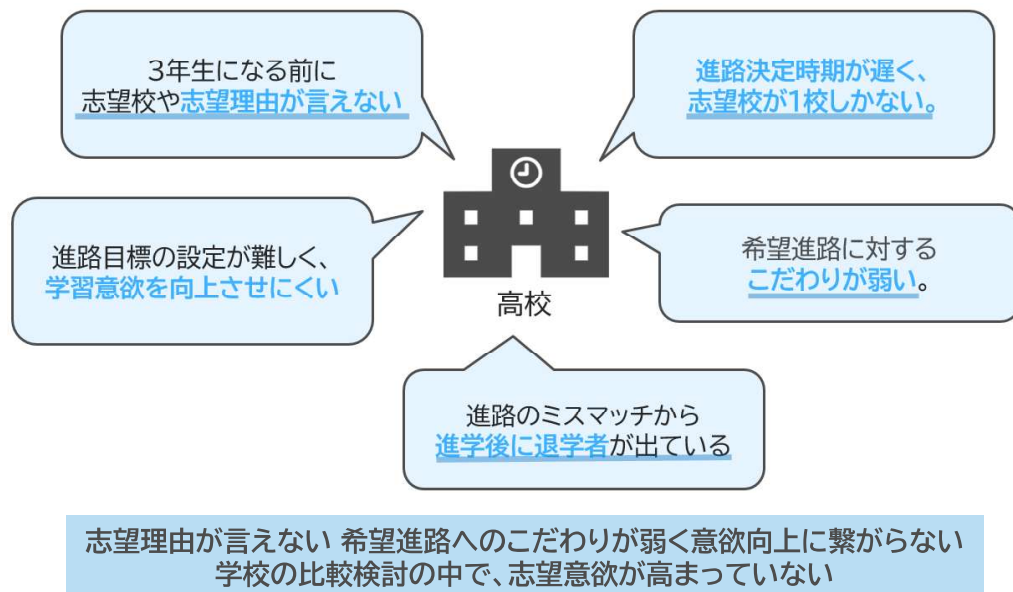 3年生になる前に
志望校や志望理由が言えない
進路決定時期が遅く、
志望校が1校しかない。
進路目標の設定が難しく、
学習意欲を向上させにくい
希望進路に対する
こだわりが弱い。
高校
進路のミスマッチから
進学後に退学者が出ている
志望理由が言えない 希望進路へのこだわりが弱く意欲向上に繋がらない
学校の比較検討の中で、志望意欲が高まっていない